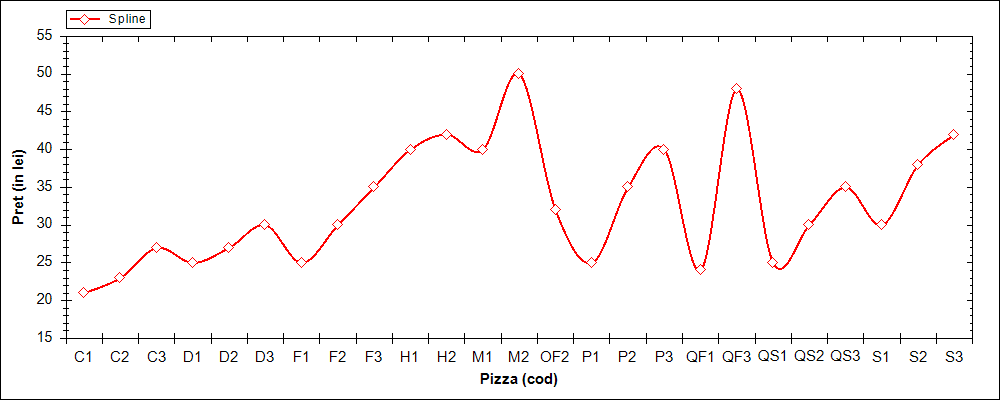 Spline
55
50
45
40
35
30
25
20
15
Pret (in lei)
C1 C2 C3 D1 D2 D3 F1 F2 F3 H1 H2 M1 M2 OF2 P1 P2 P3 QF1 QF3 QS1 QS2 QS3 S1 S2 S3
Pizza (cod)